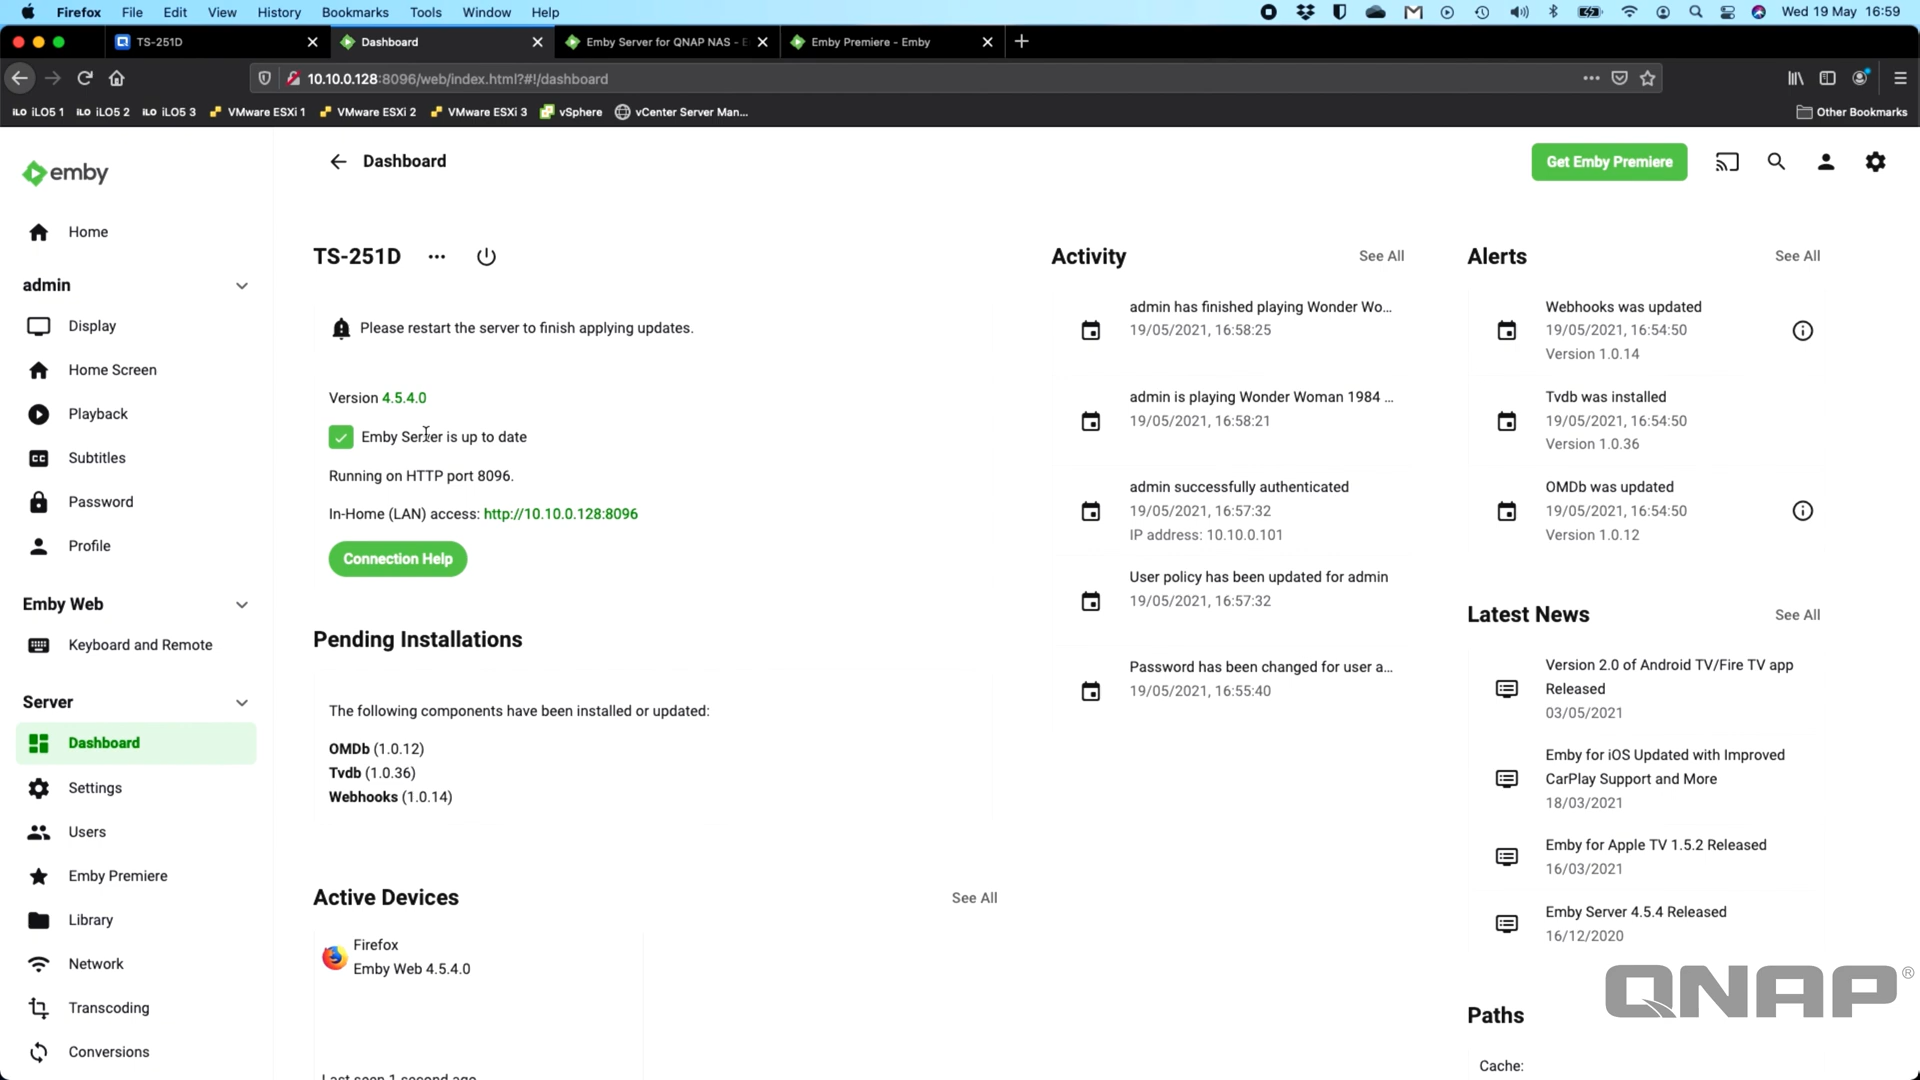 Firefox File Edit View History Bookmarks Tools Window Help Wed 19 May 16:59
TS-251D Dashboard Emby Server for QNAP NAS - E Emby Premiere - Emby
10.10.0.128:8096/web/index.html?#!/dashboard
iLO iLO5 1 iLO iLO5 2 iLO iLO5 3 VMware ESXi 1 VMware ESXi 2 VMware ESXi 3 vSphere vCenter Server Man... Other Bookmarks
emby
Home
admin
Display
Home Screen
Playback
CC Subtitles
Password
Profile
Emby Web
Keyboard and Remote
Server
Dashboard
Settings
Users
Emby Premiere
Library
Network
Transcoding
Conversions
Dashboard
Get Emby Premiere
TS-251D
Please restart the server to finish applying updates.
Version 4.5.4.0
Emby Server is up to date
Running on HTTP port 8096.
In-Home (LAN) access: http://10.10.0.128:8096
Connection Help
Pending Installations
The following components have been installed or updated:
OMDb (1.0.12)
Tvdb (1.0.36)
Webhooks (1.0.14)
Active Devices See All
Firefox
Emby Web 4.5.4.0
Last seen 1 second ago
Activity See All
admin has finished playing Wonder Wo...
19/05/2021, 16:58:25
admin is playing Wonder Woman 1984 ...
19/05/2021, 16:58:21
admin successfully authenticated
19/05/2021, 16:57:32
IP address: 10.10.0.101
User policy has been updated for admin
19/05/2021, 16:57:32
Password has been changed for user a...
19/05/2021, 16:55:40
Alerts See All
Webhooks was updated
19/05/2021, 16:54:50
Version 1.0.14
Tvdb was installed
19/05/2021, 16:54:50
Version 1.0.36
OMDb was updated
19/05/2021, 16:54:50
Version 1.0.12
Latest News See All
Version 2.0 of Android TV/Fire TV app
Released
03/05/2021
Emby for iOS Updated with Improved
CarPlay Support and More
18/03/2021
Emby for Apple TV 1.5.2 Released
16/03/2021
Emby Server 4.5.4 Released
16/12/2020
QNAP®
Paths
Cache: